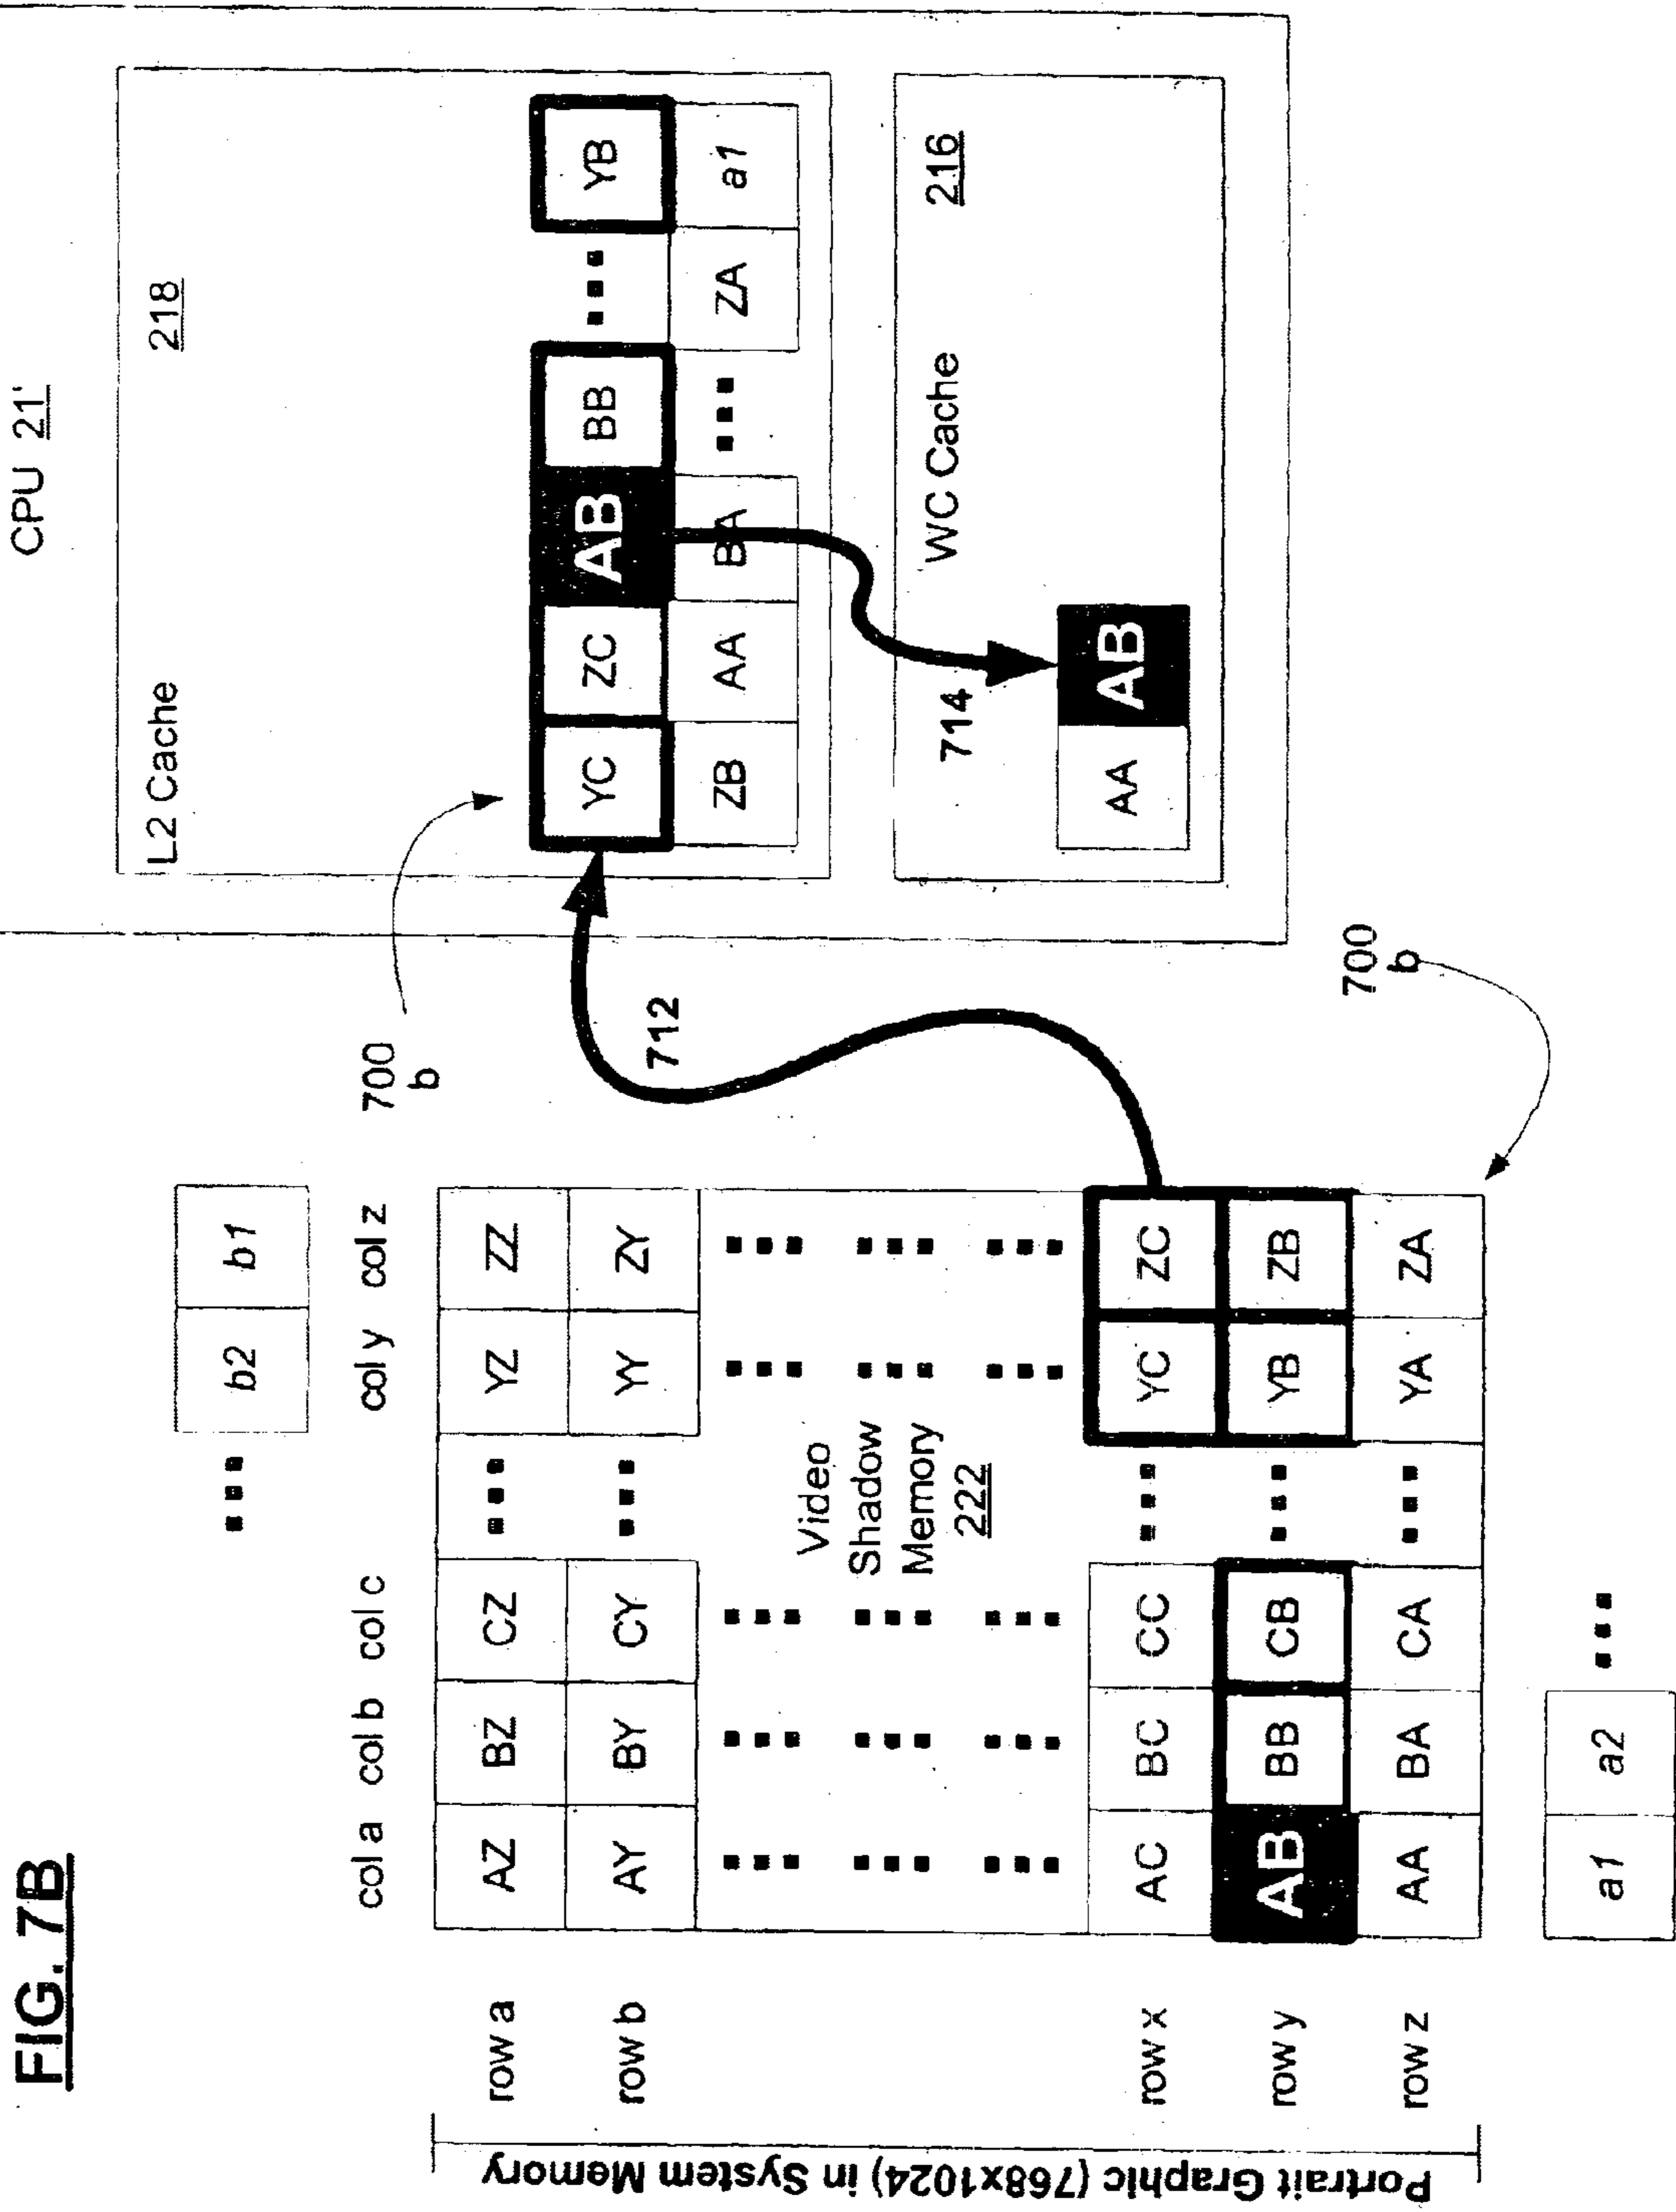 FIG. 7B
CPU 21'
L2 Cache 218
YC ZC AB BB ... YB
ZB AA BA ... ZA a1
WC Cache 216
714
AA AB
700
b
712
700
b
... b2 b1
col a col b col c col y col z
row a AZ BZ CZ ... YZ ZZ
row b AY BY CY ... YY ZY
Video
Shadow
Memory
222
row x AC BC CC ... YC ZC
row y AB BB CB ... YB ZB
row z AA BA CA ... YA ZA
a1 a2 ...
Portrait Graphic (768x1024) in System Memory